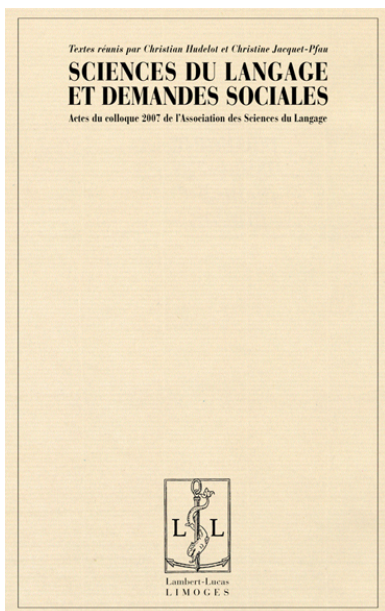 Textes réunis par Christian Hudelot et Christine Jacquet-Pfau
SCIENCES DU LANGAGE
ET DEMANDES SOCIALES
Actes du colloque 2007 de l'Association des Sciences du Langage
L L
Lambert-Lucas
LIMOGES